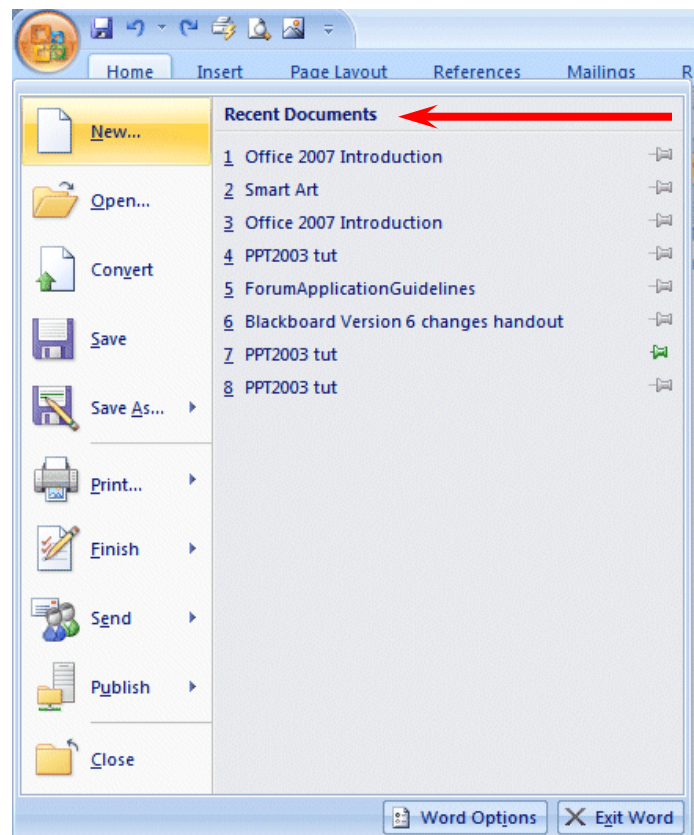 Home Insert Page Layout References Mailings R
New...
Open...
Convert
Save
Save As...
Print...
Finish
Send
Publish
Close
Recent Documents
1 Office 2007 Introduction
2 Smart Art
3 Office 2007 Introduction
4 PPT2003 tut
5 ForumApplicationGuidelines
6 Blackboard Version 6 changes handout
7 PPT2003 tut
8 PPT2003 tut
Word Options Exit Word